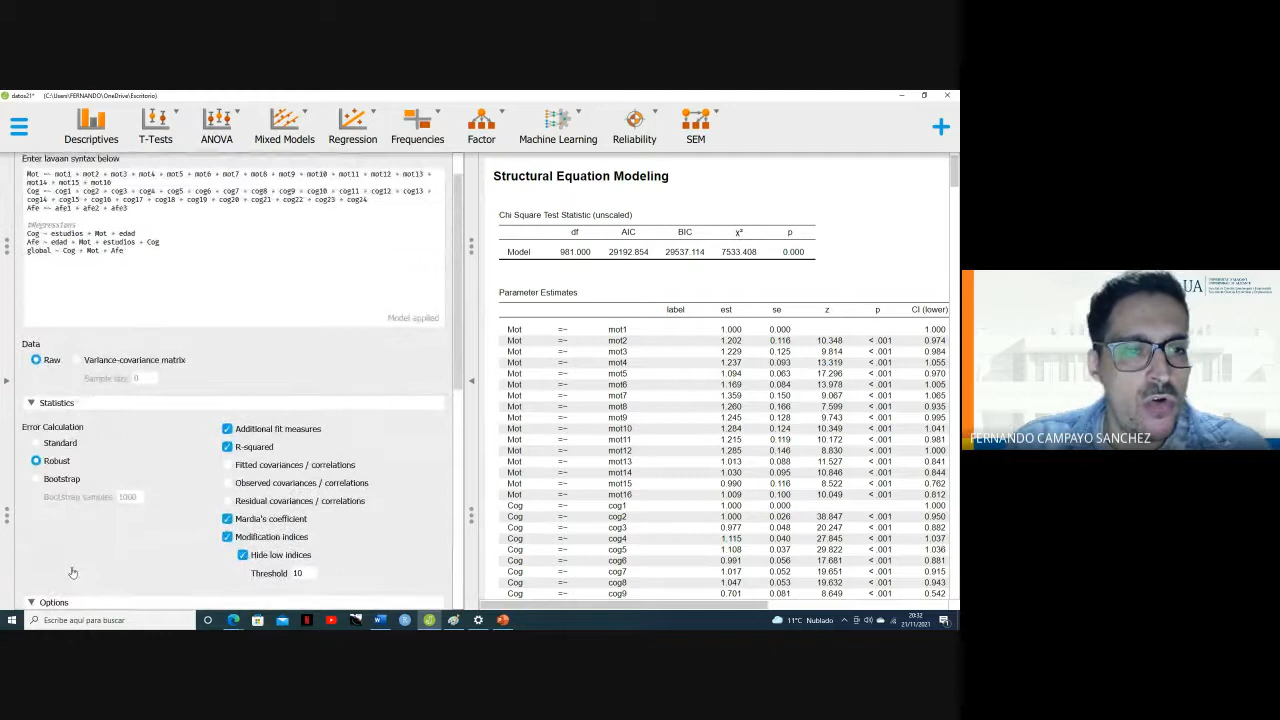 datos21* (C:\Users\FERNANDO\OneDrive\Escritorio)
Descriptives T-Tests ANOVA Mixed Models Regression Frequencies Factor Machine Learning Reliability SEM
Enter lavaan syntax below
Mot =~ mot1 + mot2 + mot3 + mot4 + mot5 + mot6 + mot7 + mot8 + mot9 + mot10 + mot11 + mot12 + mot13 +
mot14 + mot15 + mot16
Cog =~ cog1 + cog2 + cog3 + cog4 + cog5 + cog6 + cog7 + cog8 + cog9 + cog10 + cog11 + cog12 + cog13 +
cog14 + cog15 + cog16 + cog17 + cog18 + cog19 + cog20 + cog21 + cog22 + cog23 + cog24
Afe =~ afe1 + afe2 + afe3
#Regressions
Cog ~ estudios + Mot + edad
Afe ~ edad + Mot + estudios + Cog
global ~ Cog + Mot + Afe
Model applied
Data
Raw Variance-covariance matrix
Sample size 0
Statistics
Error Calculation
Standard
Robust
Bootstrap
Bootstrap samples 1000
Additional fit measures
R-squared
Fitted covariances / correlations
Observed covariances / correlations
Residual covariances / correlations
Mardia's coefficient
Modification indices
Hide low indices
Threshold 10
Options
Structural Equation Modeling
Chi Square Test Statistic (unscaled)
df AIC BIC χ² p
Model 981.000 29192.854 29537.114 7533.408 0.000
Parameter Estimates
label est se z p CI (lower)
Mot =~ mot1 1.000 0.000 1.000
Mot =~ mot2 1.202 0.116 10.348 < .001 0.974
Mot =~ mot3 1.229 0.125 9.814 < .001 0.984
Mot =~ mot4 1.237 0.093 13.319 < .001 1.055
Mot =~ mot5 1.094 0.063 17.296 < .001 0.970
Mot =~ mot6 1.169 0.084 13.978 < .001 1.005
Mot =~ mot7 1.359 0.150 9.067 < .001 1.065
Mot =~ mot8 1.260 0.166 7.599 < .001 0.935
Mot =~ mot9 1.245 0.128 9.743 < .001 0.995
Mot =~ mot10 1.284 0.124 10.349 < .001 1.041
Mot =~ mot11 1.215 0.119 10.172 < .001 0.981
Mot =~ mot12 1.285 0.146 8.830 < .001 1.000
Mot =~ mot13 1.013 0.088 11.527 < .001 0.841
Mot =~ mot14 1.030 0.095 10.846 < .001 0.844
Mot =~ mot15 0.990 0.116 8.522 < .001 0.762
Mot =~ mot16 1.009 0.100 10.049 < .001 0.812
Cog =~ cog1 1.000 0.000 1.000
Cog =~ cog2 1.000 0.026 38.847 < .001 0.950
Cog =~ cog3 0.977 0.048 20.247 < .001 0.882
Cog =~ cog4 1.115 0.040 27.845 < .001 1.037
Cog =~ cog5 1.108 0.037 29.822 < .001 1.036
Cog =~ cog6 0.991 0.056 17.681 < .001 0.881
Cog =~ cog7 1.017 0.052 19.651 < .001 0.915
Cog =~ cog8 1.047 0.053 19.632 < .001 0.943
Cog =~ cog9 0.701 0.081 8.649 < .001 0.542
UA
FERNANDO CAMPAYO SANCHEZ
Escribe aquí para buscar
11°C Nublado
20:32
21/11/2021